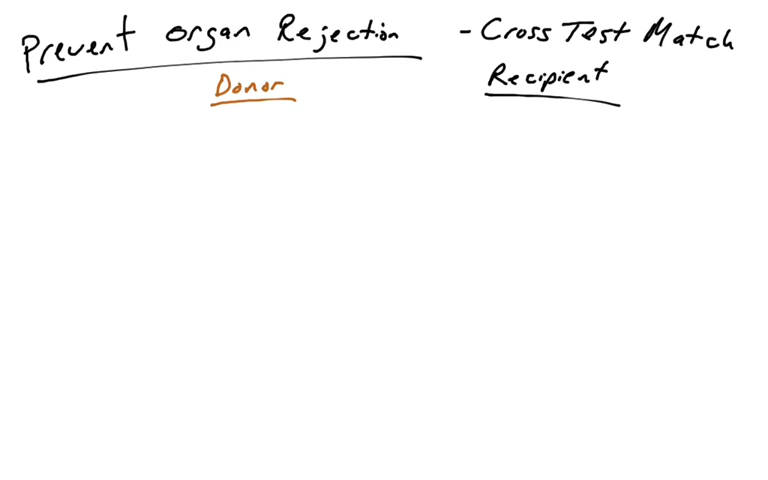 Prevent organ Rejection - Cross Test Match
Donor Recipient